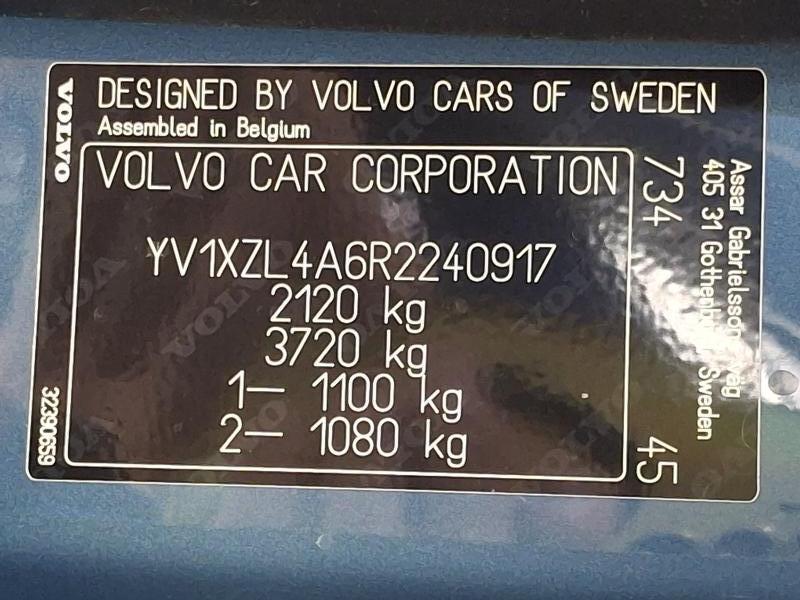 DESIGNED BY VOLVO CARS OF SWEDEN
Assembled in Belgium
VOLVO
VOLVO CAR CORPORATION
YV1XZL4A6R2240917
2120 kg
3720 kg
1– 1100 kg
2– 1080 kg
32390659
734
45
Assar Gabrielssons väg
405 31 Sweden